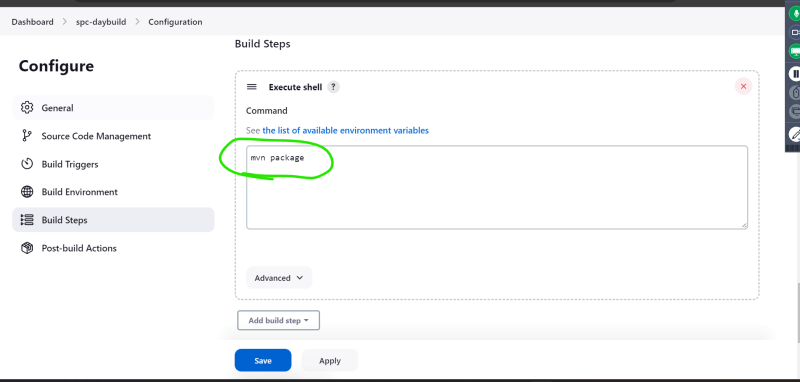 Dashboard > spc-daybuild > Configuration
Configure
General
Source Code Management
Build Triggers
Build Environment
Build Steps
Post-build Actions
Build Steps
Execute shell ?
Command
See the list of available environment variables
mvn package
Advanced
Add build step
Save
Apply